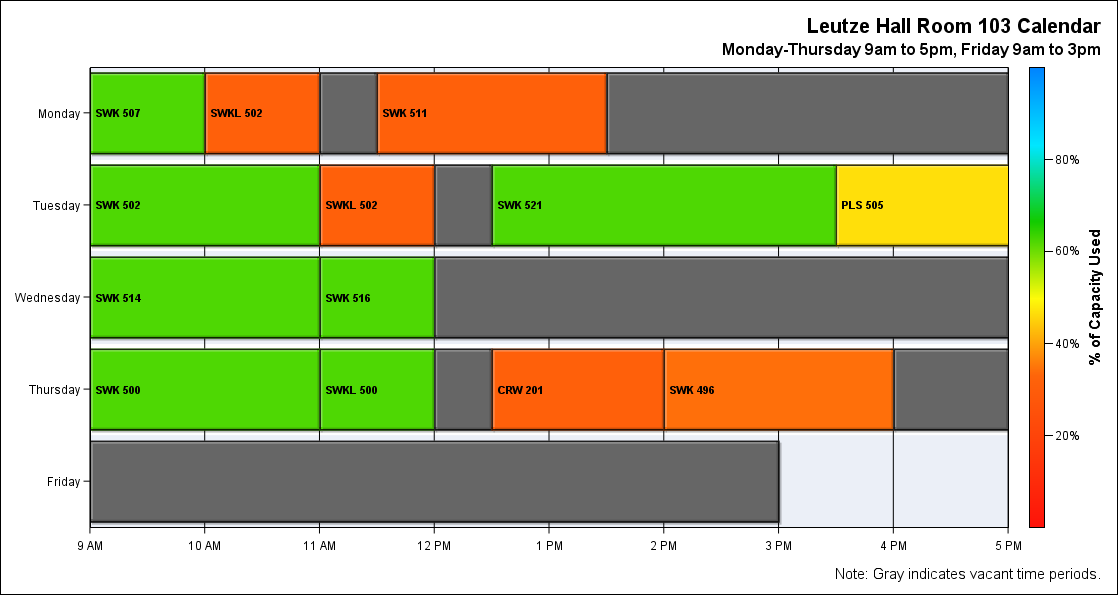 Leutze Hall Room 103 Calendar
Monday-Thursday 9am to 5pm, Friday 9am to 3pm
Monday
SWK 507
SWKL 502
SWK 511
Tuesday
SWK 502
SWKL 502
SWK 521
PLS 505
Wednesday
SWK 514
SWK 516
Thursday
SWK 500
SWKL 500
CRW 201
SWK 496
Friday
9 AM
10 AM
11 AM
12 PM
1 PM
2 PM
3 PM
4 PM
5 PM
80%
60%
40%
20%
% of Capacity Used
Note: Gray indicates vacant time periods.